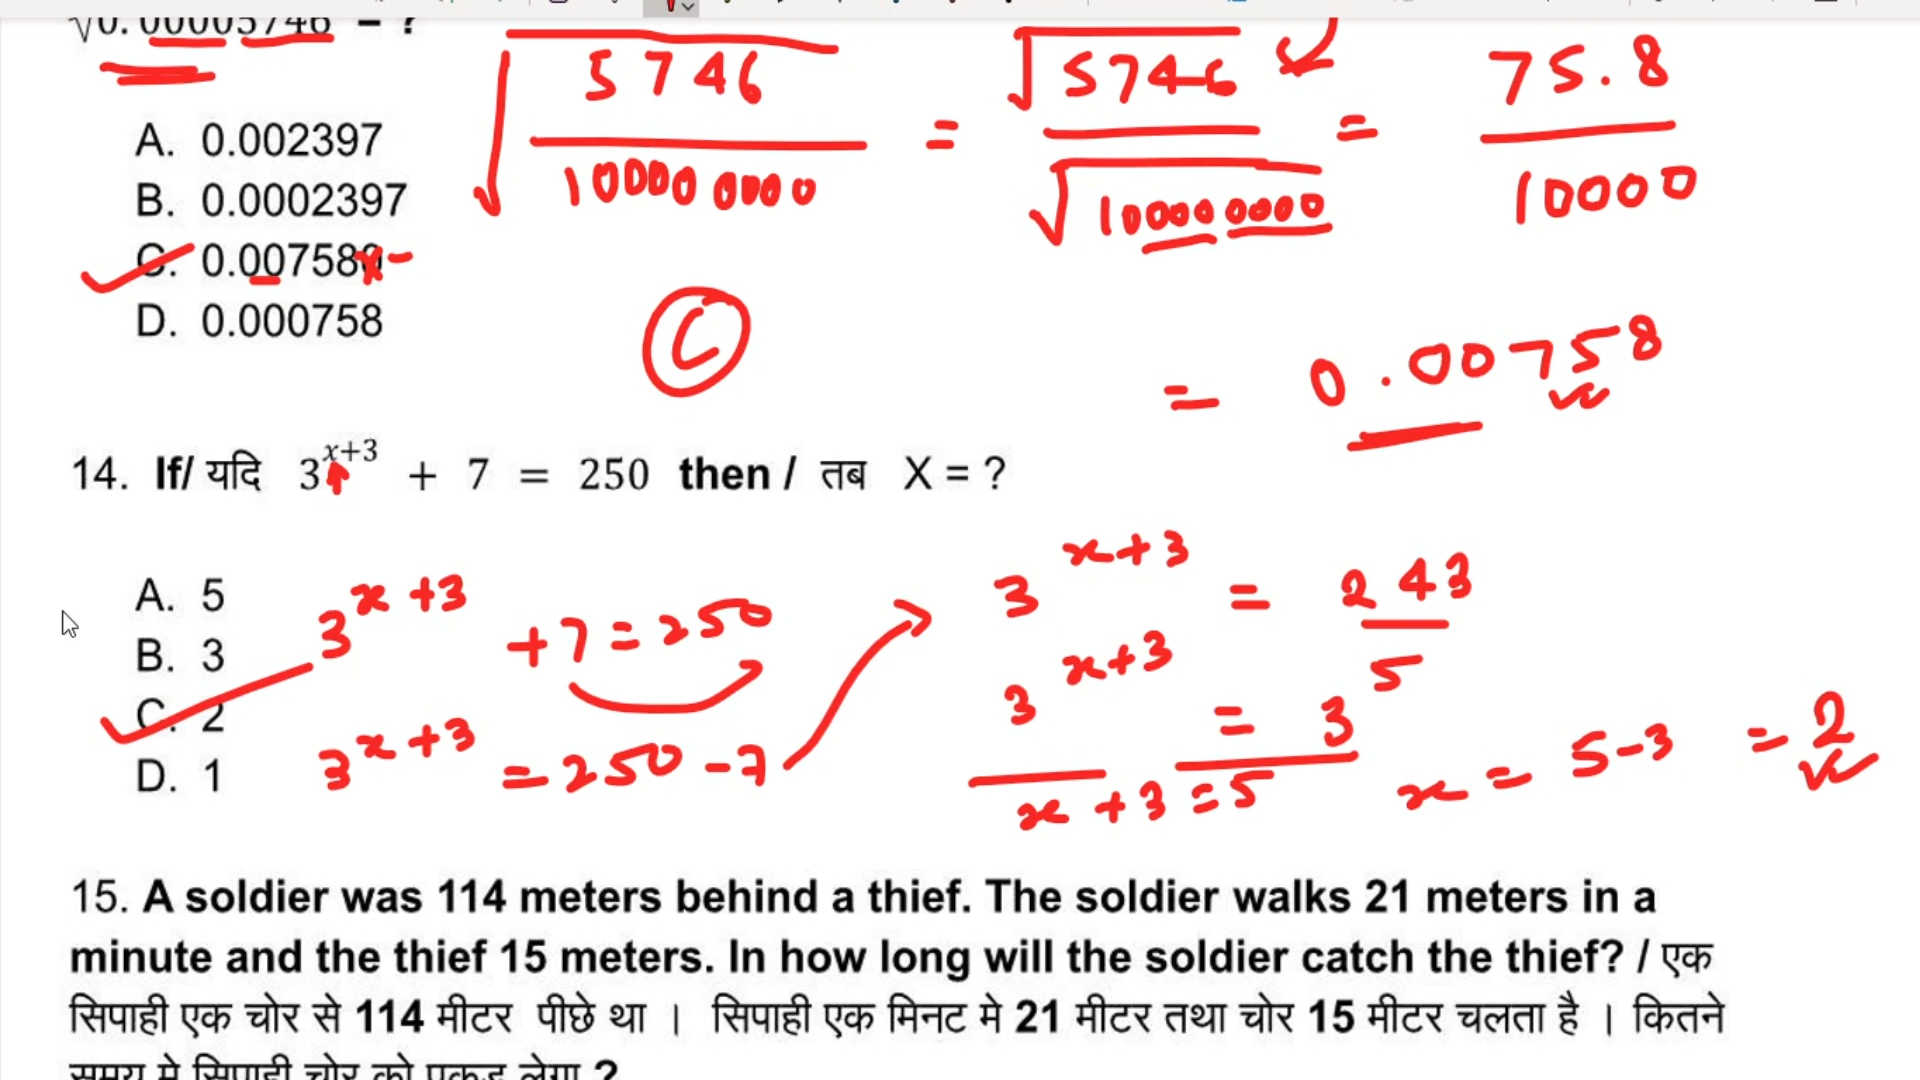 √0.00005746 = ?
A. 0.002397
B. 0.0002397
C. 0.00758
D. 0.000758
5746
100000000
=
√5746
√100000000
=
75.8
10000
C
= 0.00758
14. If/ यदि 3^{x+3} + 7 = 250 then / तब X = ?
A. 5
B. 3
C. 2
D. 1
3^{x+3} +7=250
3^{x+3} =250-7
3^{x+3} = 243
3^{x+3} = 3^5
x+3=5
x = 5-3 = 2
15. A soldier was 114 meters behind a thief. The soldier walks 21 meters in a
minute and the thief 15 meters. In how long will the soldier catch the thief? / एक
सिपाही एक चोर से 114 मीटर पीछे था । सिपाही एक मिनट मे 21 मीटर तथा चोर 15 मीटर चलता है । कितने
समय मे सिपाही चोर को पकड़ लेगा ?